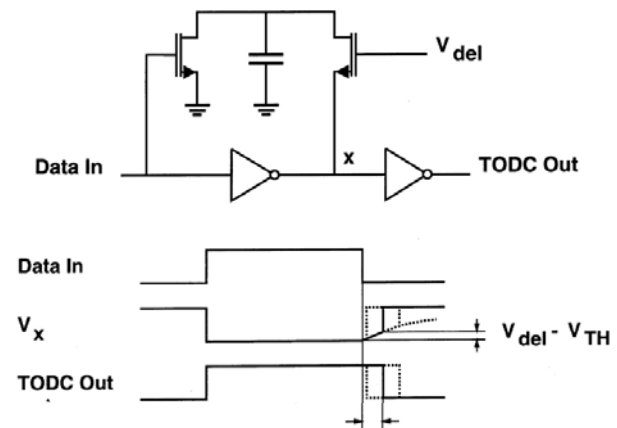 V del
Data In
x
TODC Out
Data In
V x
V del - V TH
TODC Out